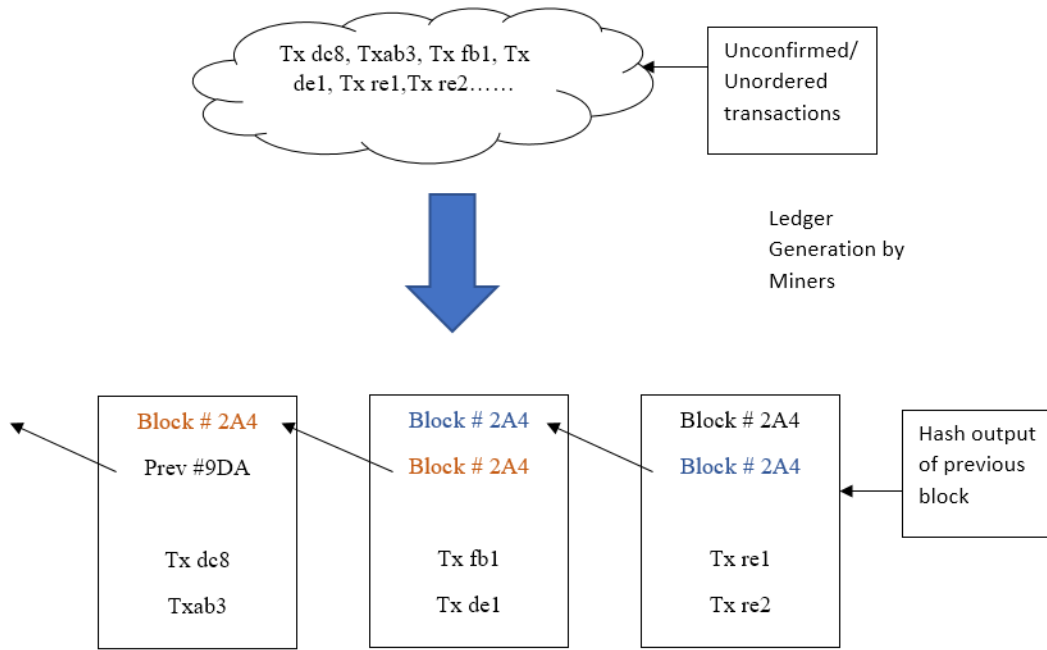 Tx dc8, Txab3, Tx fb1, Tx
de1, Tx re1,Tx re2......
Unconfirmed/
Unordered
transactions
Ledger
Generation by
Miners
Block # 2A4
Prev #9DA
Tx dc8
Txab3
Block # 2A4
Block # 2A4
Tx fb1
Tx de1
Block # 2A4
Block # 2A4
Tx re1
Tx re2
Hash output
of previous
block